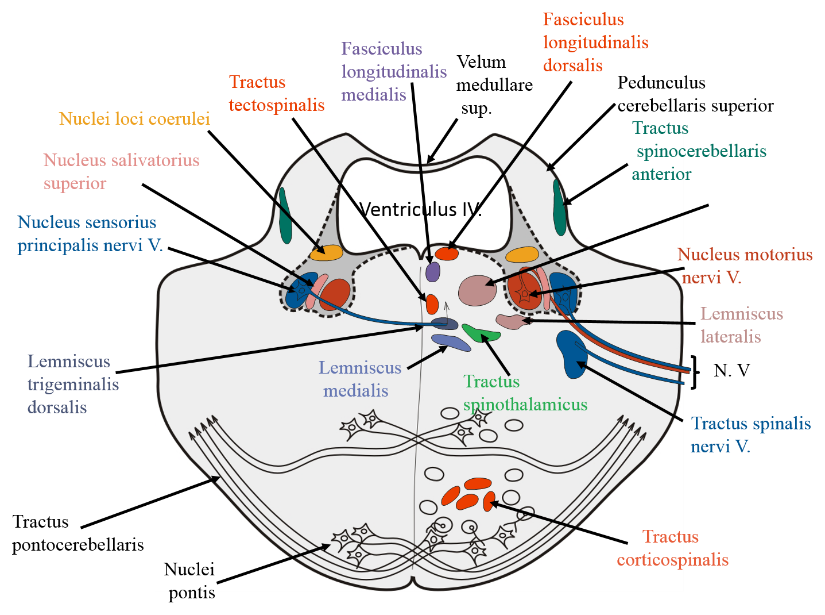 Fasciculus
longitudinalis
dorsalis
Fasciculus
longitudinalis
medialis
Velum
medullare
sup.
Tractus
tectospinalis
Pedunculus
cerebellaris superior
Nuclei loci coerulei
Tractus
spinocerebellaris
anterior
Nucleus salivatorius
superior
Ventriculus IV.
Nucleus sensorius
principalis nervi V.
Nucleus motorius
nervi V.
Lemniscus
lateralis
Lemniscus
trigeminalis
dorsalis
Lemniscus
medialis
Tractus
spinothalamicus
N. V
Tractus spinalis
nervi V.
Tractus
pontocerebellaris
Tractus
corticospinalis
Nuclei
pontis